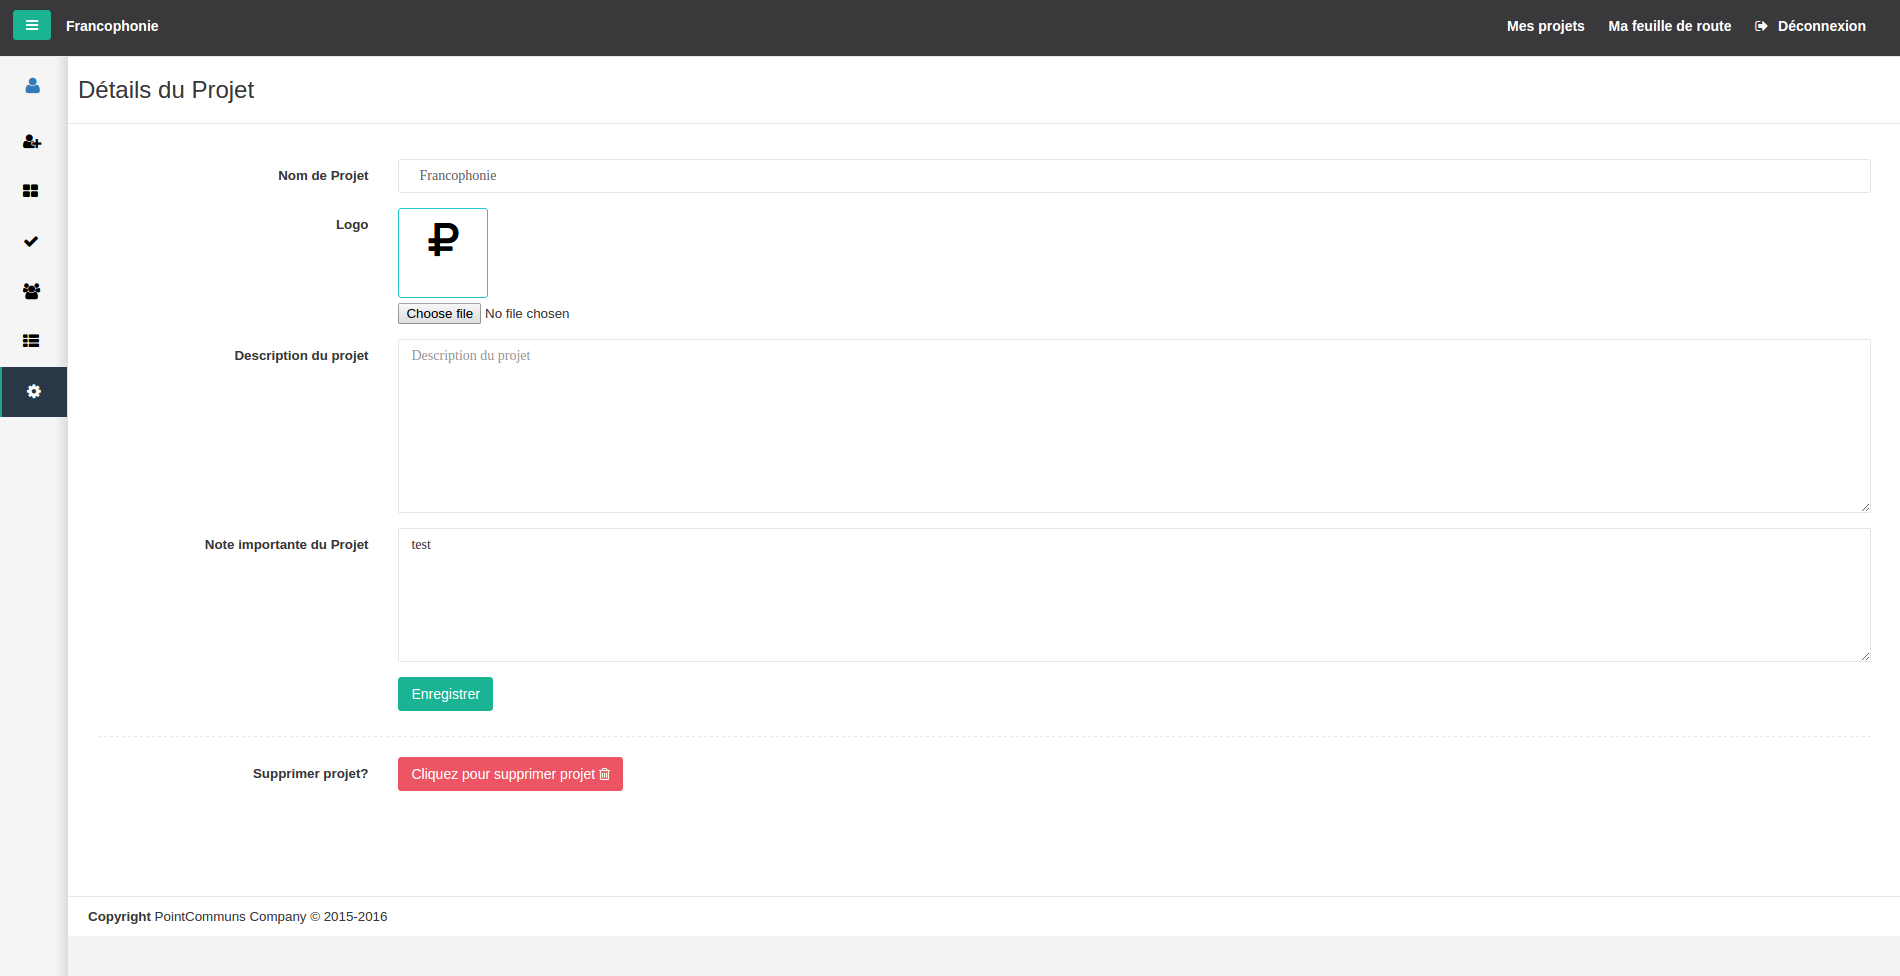 Francophonie
Mes projets
Ma feuille de route
Déconnexion
Détails du Projet
Nom de Projet
Francophonie
Logo
₽
Choose file No file chosen
Description du projet
Description du projet
Note importante du Projet
test
Enregistrer
Supprimer projet?
Cliquez pour supprimer projet
Copyright PointCommuns Company © 2015-2016